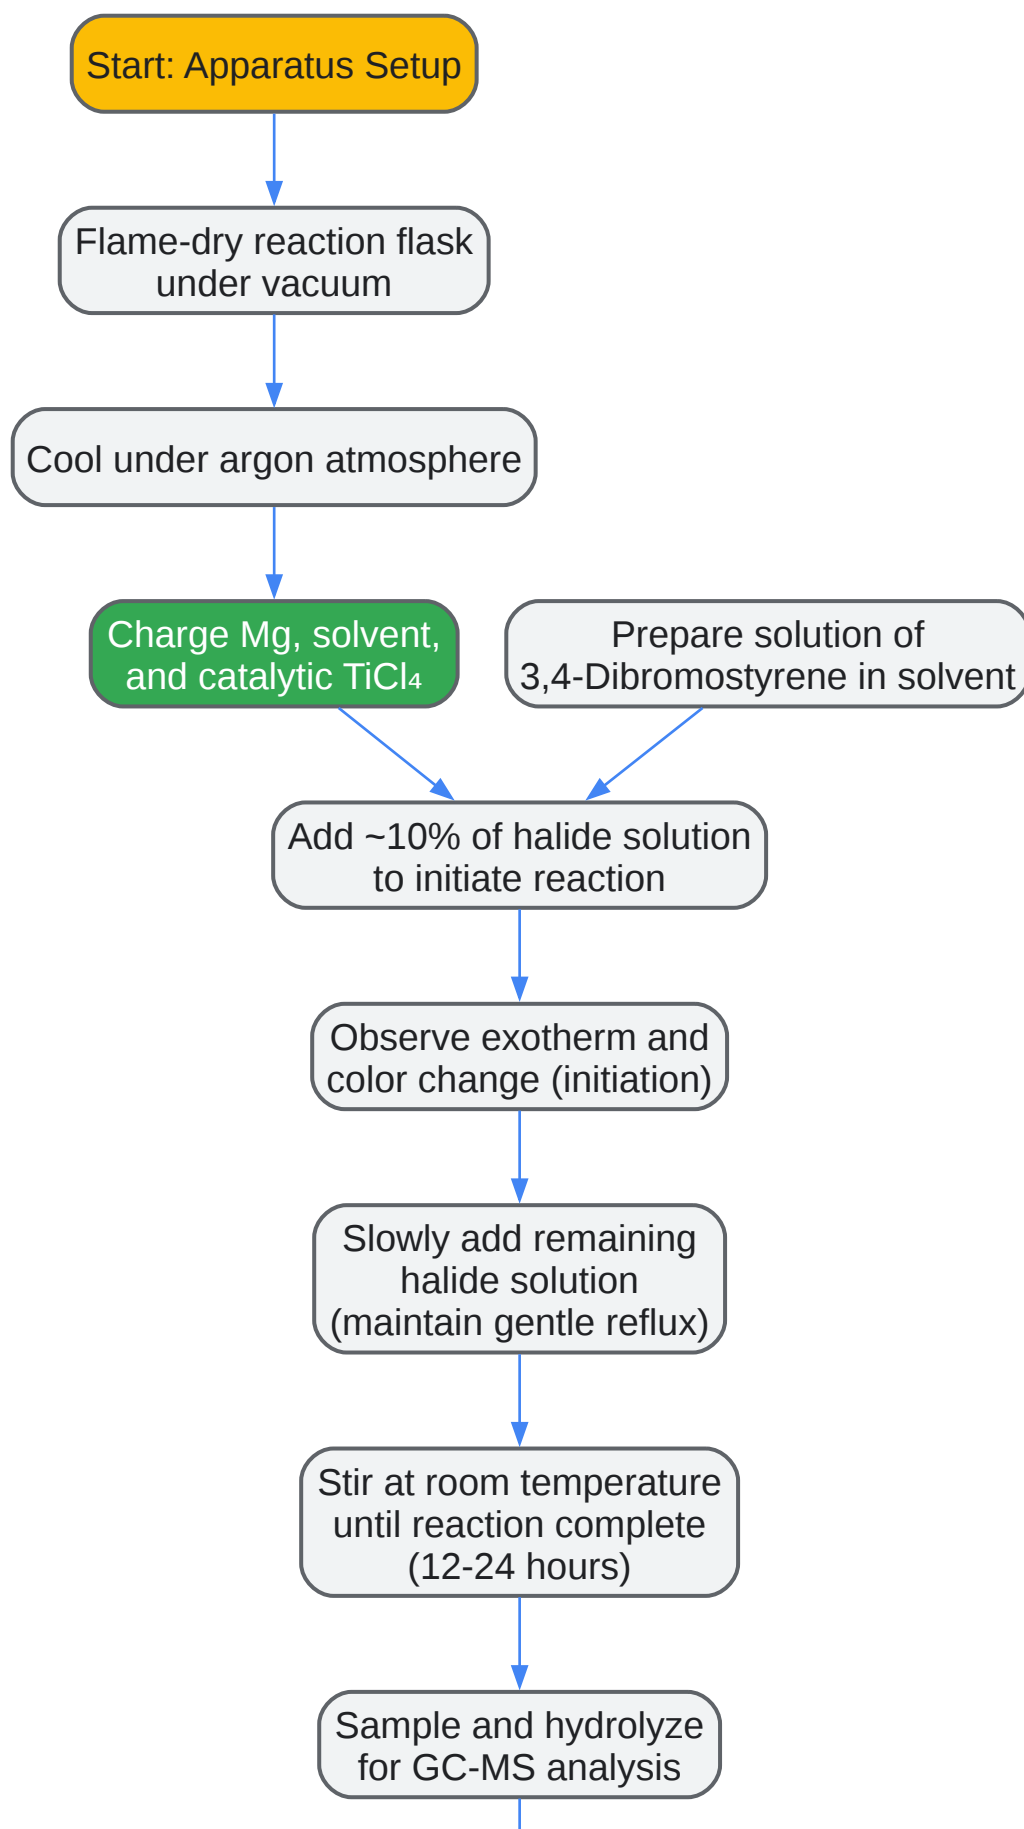 Start: Apparatus Setup
Flame-dry reaction flask
under vacuum
Cool under argon atmosphere
Charge Mg, solvent,
and catalytic TiCl₄
Prepare solution of
3,4-Dibromostyrene in solvent
Add ~10% of halide solution
to initiate reaction
Observe exotherm and
color change (initiation)
Slowly add remaining
halide solution
(maintain gentle reflux)
Stir at room temperature
until reaction complete
(12-24 hours)
Sample and hydrolyze
for GC-MS analysis